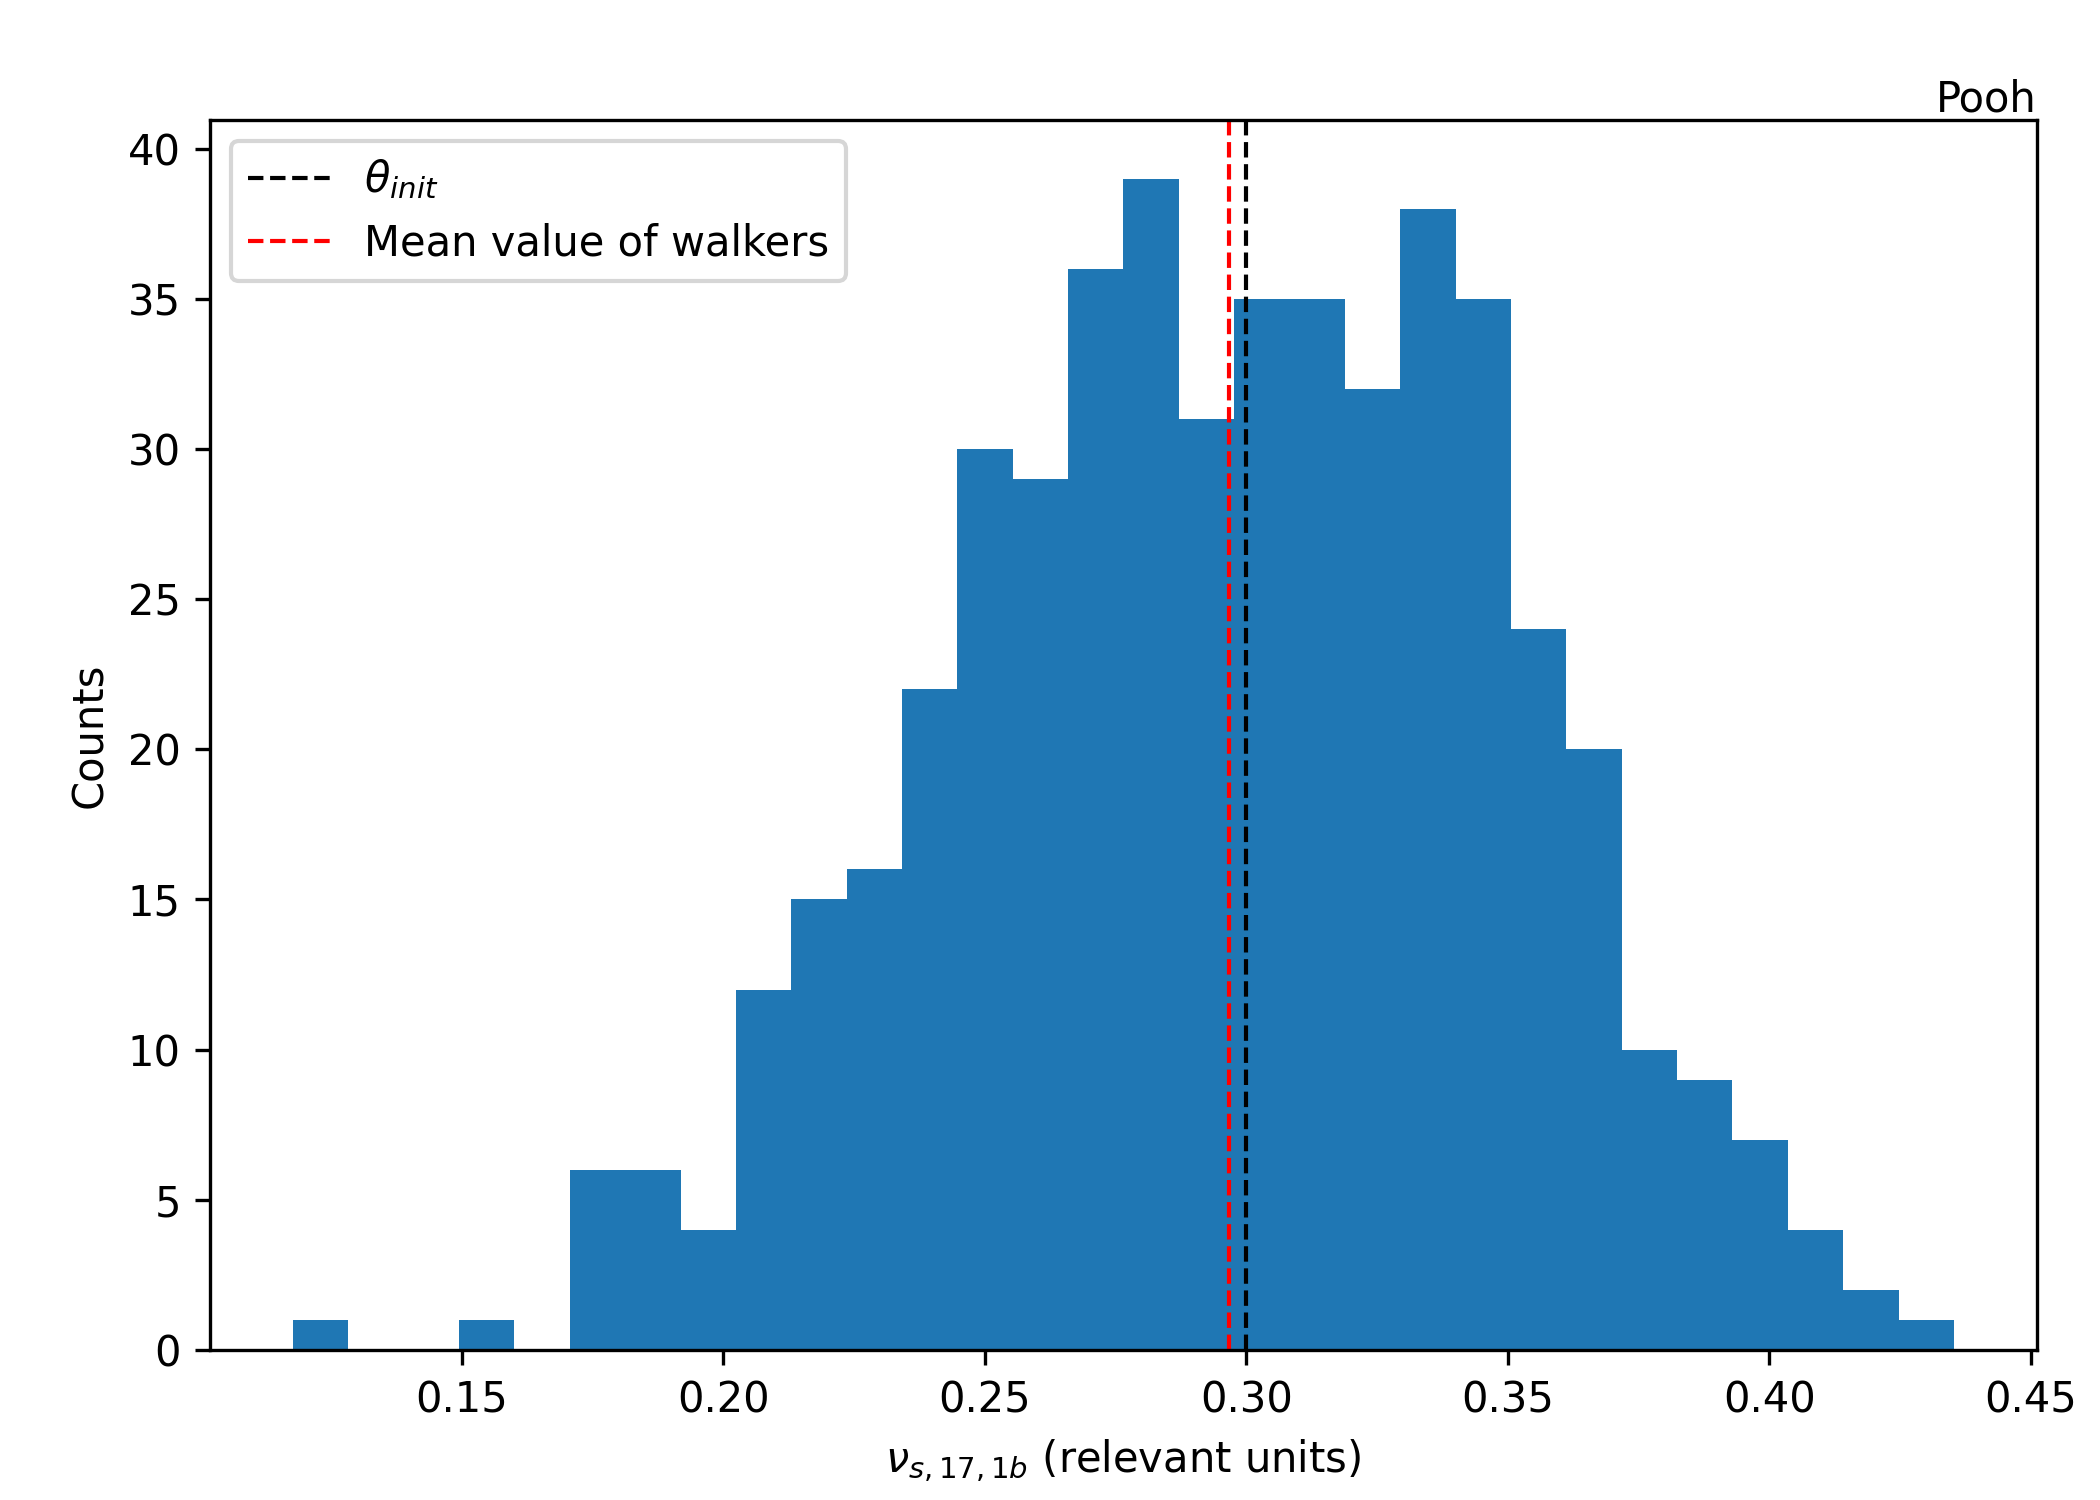 Pooh
θinit
Mean value of walkers
40
35
30
25
20
15
10
5
0
Counts
0.15 0.20 0.25 0.30 0.35 0.40 0.45
νs,17,1b (relevant units)